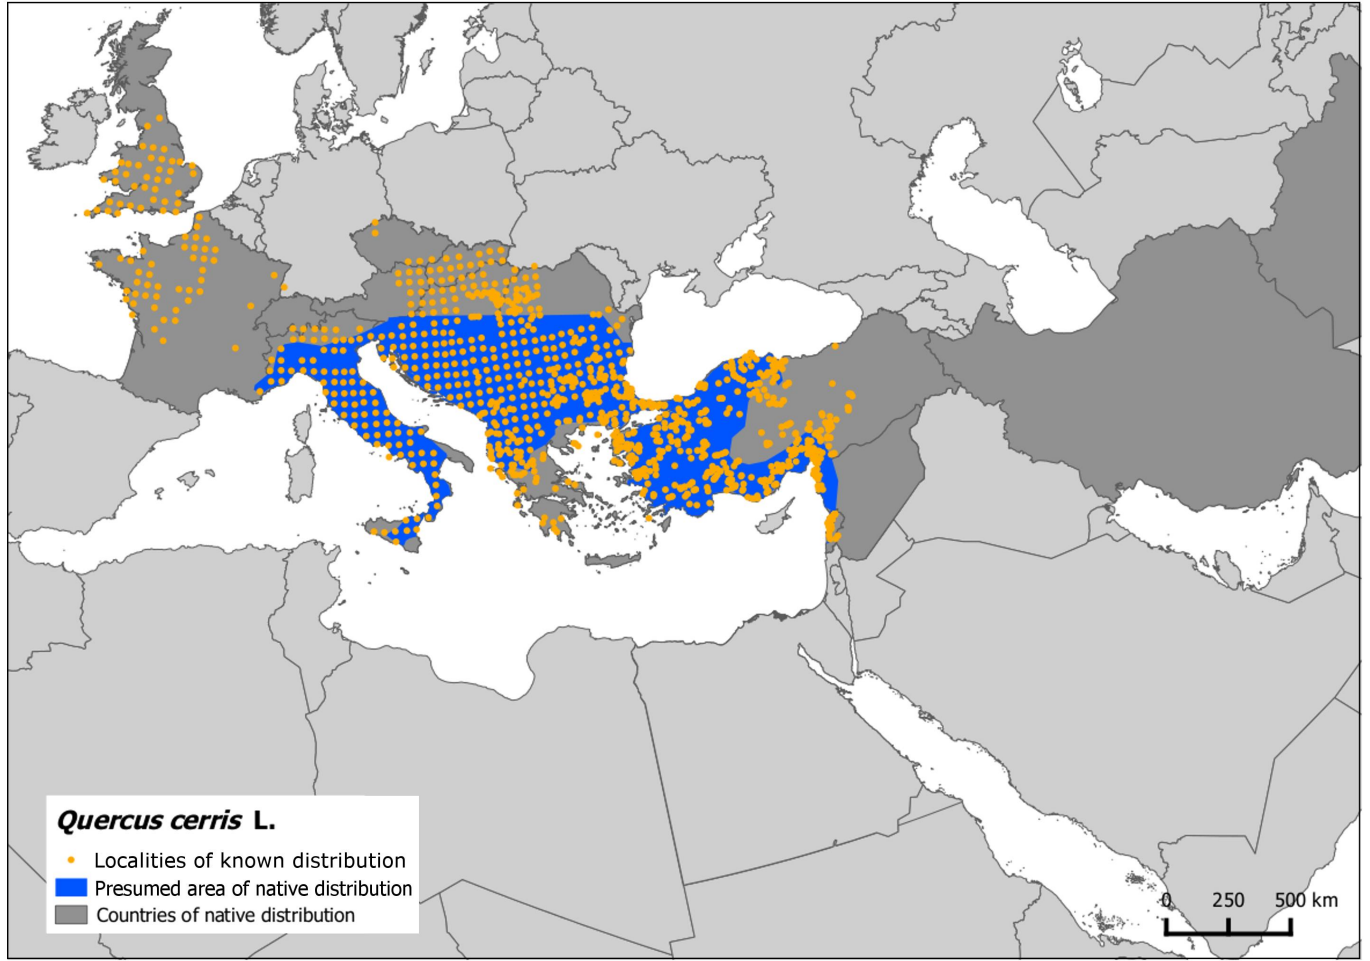 Quercus cerris L.
Localities of known distribution
Presumed area of native distribution
Countries of native distribution
0 250 500 km